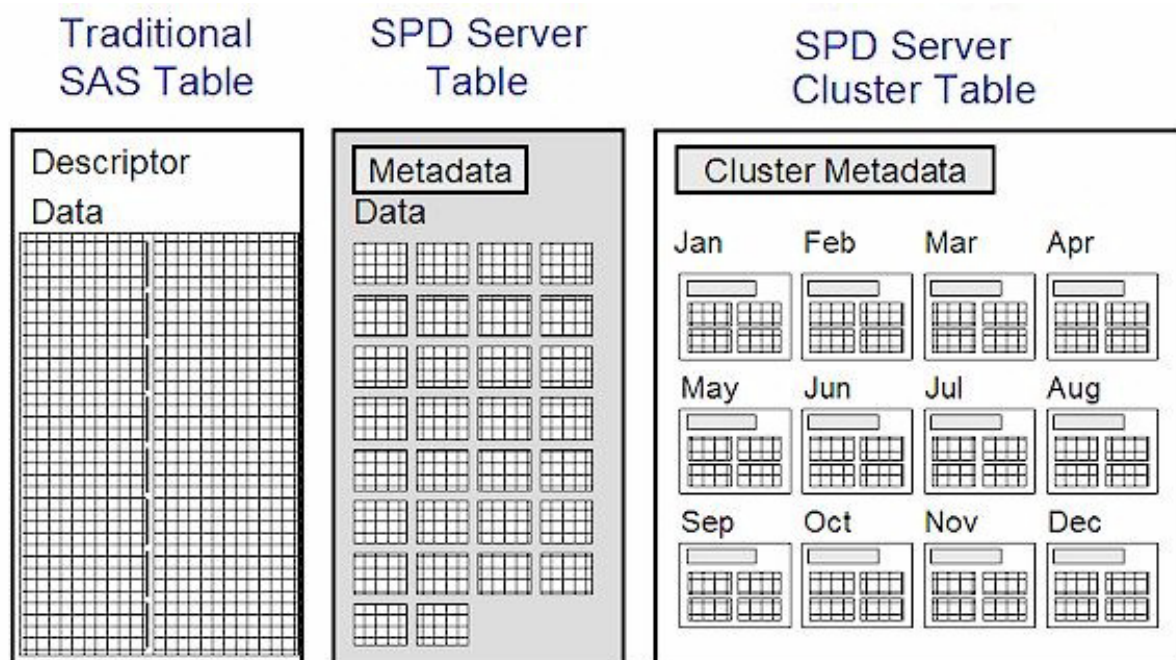 Traditional
SAS Table
SPD Server
Table
SPD Server
Cluster Table
Descriptor
Data
Metadata
Data
Cluster Metadata
Jan Feb Mar Apr
May Jun Jul Aug
Sep Oct Nov Dec